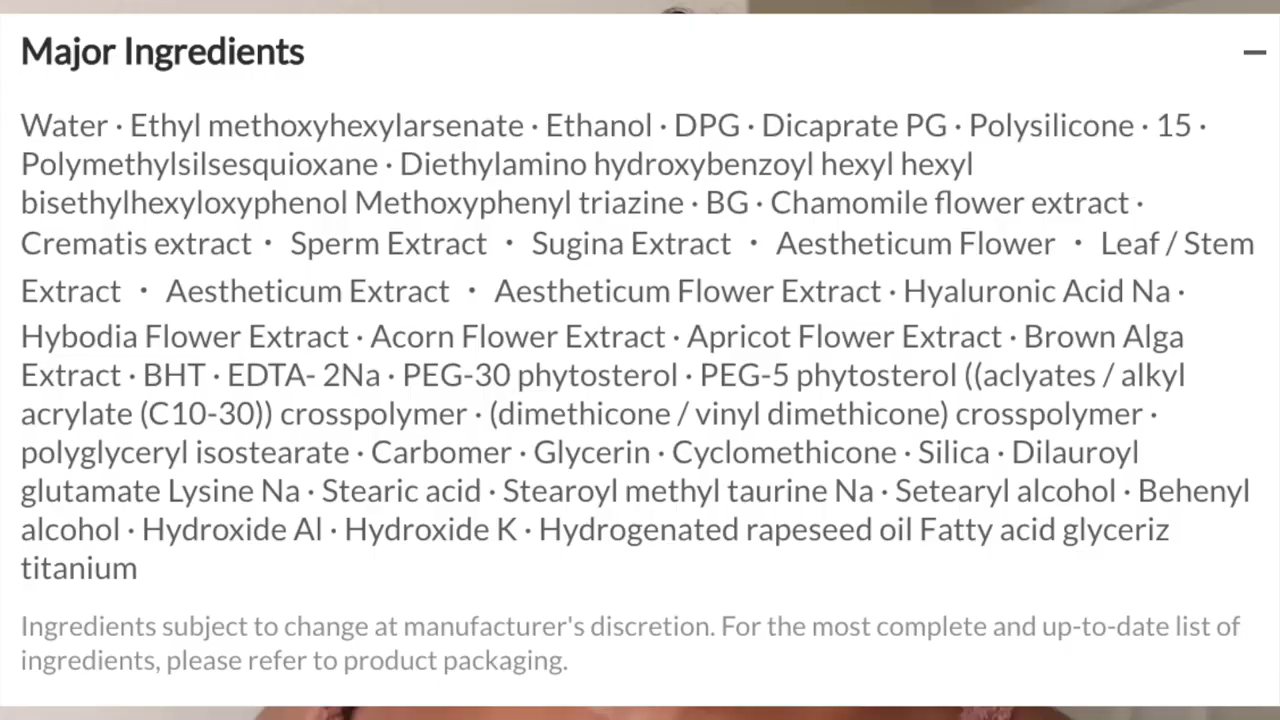 Major Ingredients
Water · Ethyl methoxyhexylarsenate · Ethanol · DPG · Dicaprate PG · Polysilicone · 15 ·
Polymethylsilsesquioxane · Diethylamino hydroxybenzoyl hexyl hexyl
bisethylhexyloxyphenol Methoxyphenyl triazine · BG · Chamomile flower extract ·
Crematis extract ・ Sperm Extract ・ Sugina Extract ・ Aestheticum Flower ・ Leaf / Stem
Extract ・ Aestheticum Extract ・ Aestheticum Flower Extract · Hyaluronic Acid Na ·
Hybodia Flower Extract · Acorn Flower Extract · Apricot Flower Extract · Brown Alga
Extract · BHT · EDTA- 2Na · PEG-30 phytosterol · PEG-5 phytosterol ((aclyates / alkyl
acrylate (C10-30)) crosspolymer · (dimethicone / vinyl dimethicone) crosspolymer ·
polyglyceryl isostearate · Carbomer · Glycerin · Cyclomethicone · Silica · Dilauroyl
glutamate Lysine Na · Stearic acid · Stearoyl methyl taurine Na · Setearyl alcohol · Behenyl
alcohol · Hydroxide Al · Hydroxide K · Hydrogenated rapeseed oil Fatty acid glyceriz
titanium
Ingredients subject to change at manufacturer's discretion. For the most complete and up-to-date list of
ingredients, please refer to product packaging.